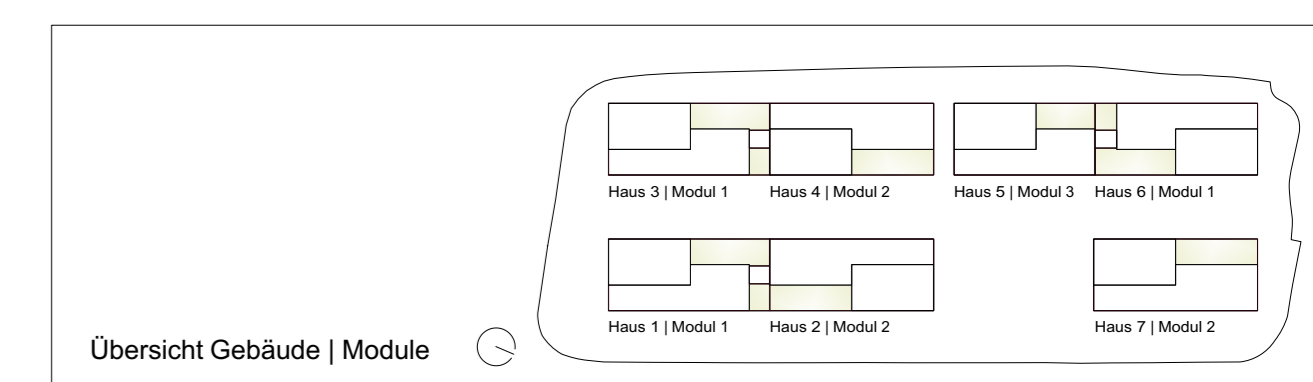 Haus 3 | Modul 1 Haus 4 | Modul 2 Haus 5 | Modul 3 Haus 6 | Modul 1
Haus 1 | Modul 1 Haus 2 | Modul 2 Haus 7 | Modul 2
Übersicht Gebäude | Module